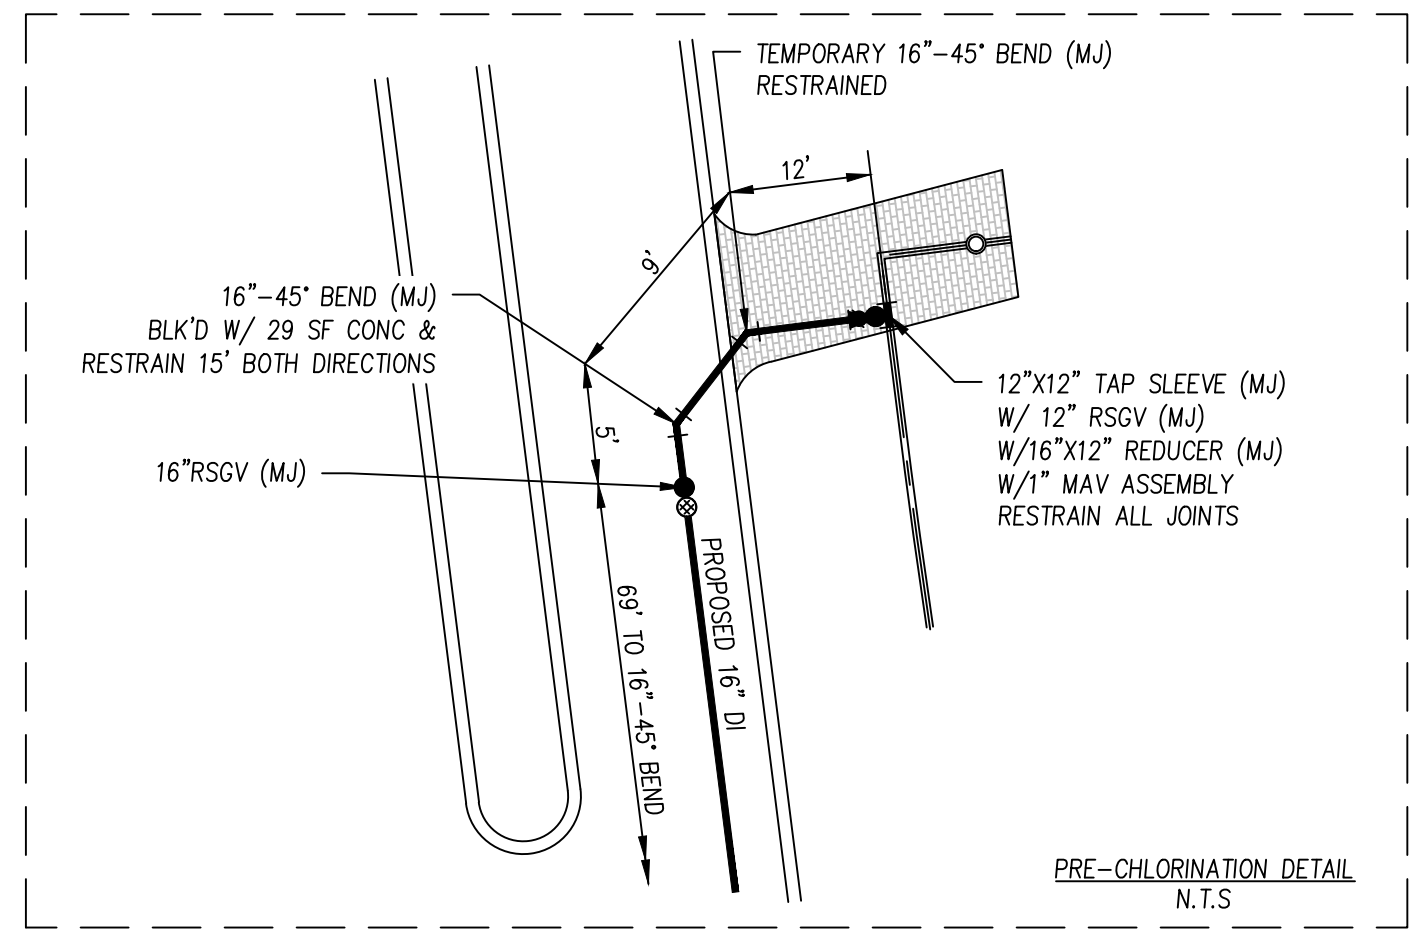 TEMPORARY 16"-45° BEND (MJ)
RESTRAINED
12'
9'
16"-45° BEND (MJ)
BLK'D W/ 29 SF CONC &
RESTRAIN 15' BOTH DIRECTIONS
12"X12" TAP SLEEVE (MJ)
W/ 12" RSGV (MJ)
W/16"X12" REDUCER (MJ)
W/1" MAV ASSEMBLY
RESTRAIN ALL JOINTS
5'
16"RSGV (MJ)
PROPOSED 16" DI
69' TO 16"-45° BEND
PRE-CHLORINATION DETAIL
N.T.S